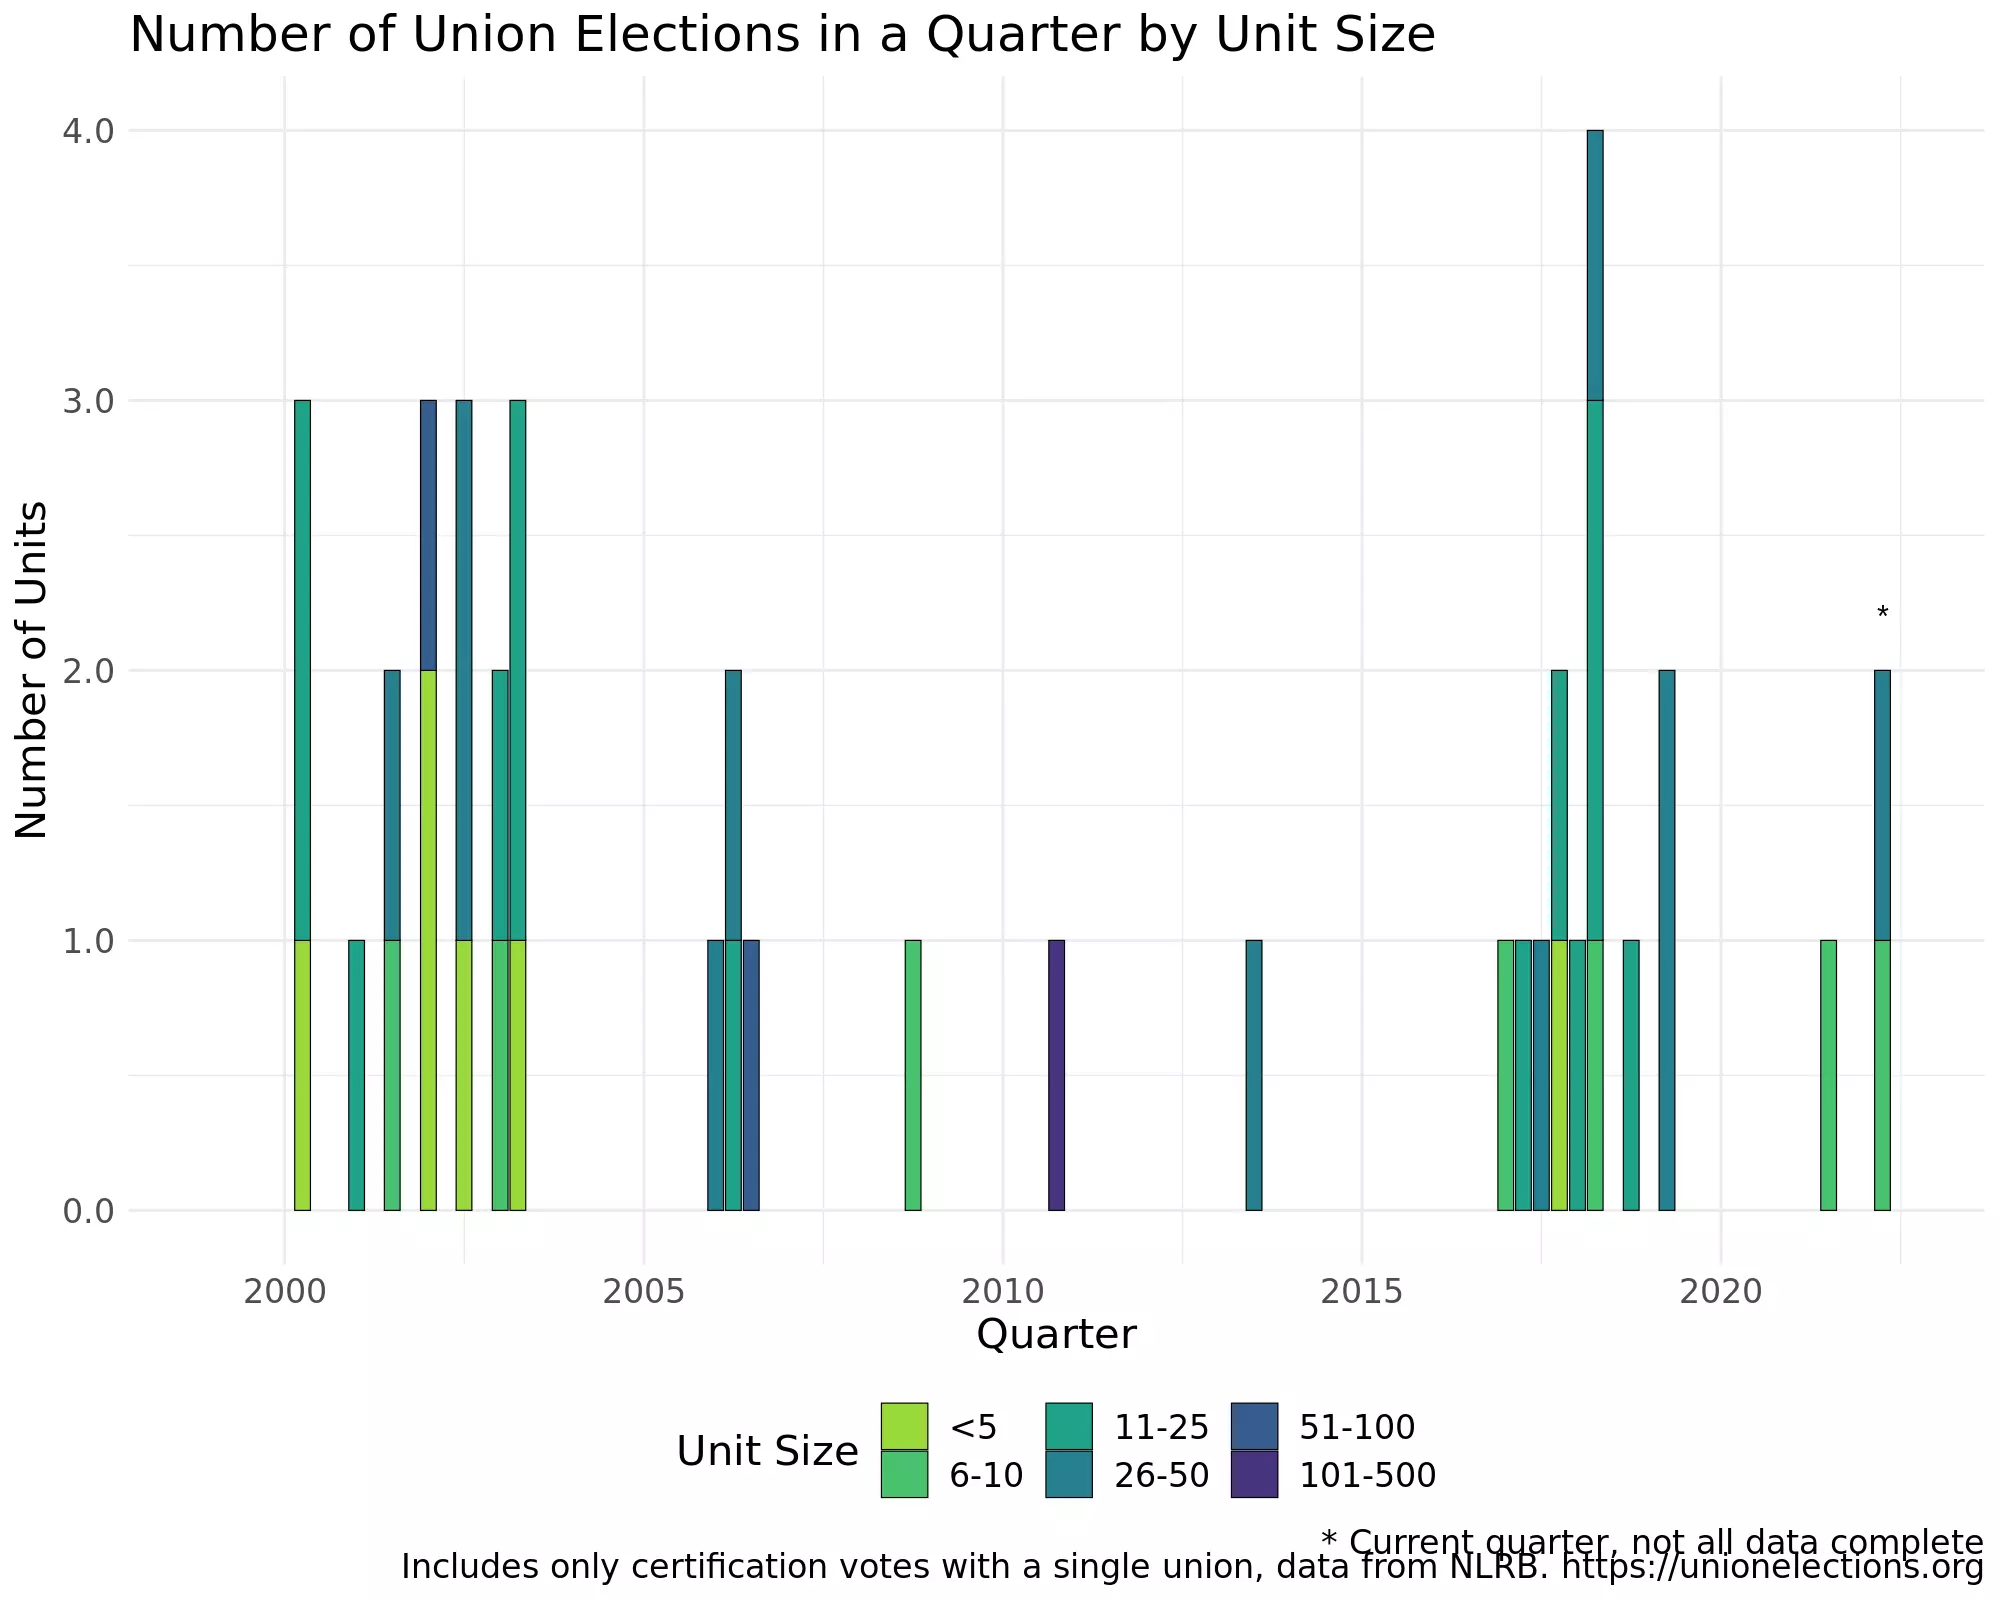 Number of Union Elections in a Quarter by Unit Size
Number of Units
4.0
3.0
*
2.0
1.0
0.0
2000 2005 2010 2015 2020
Quarter
Unit Size
<5 11-25 51-100
6-10 26-50 101-500
* Current quarter, not all data complete
Includes only certification votes with a single union, data from NLRB. https://unionelections.org